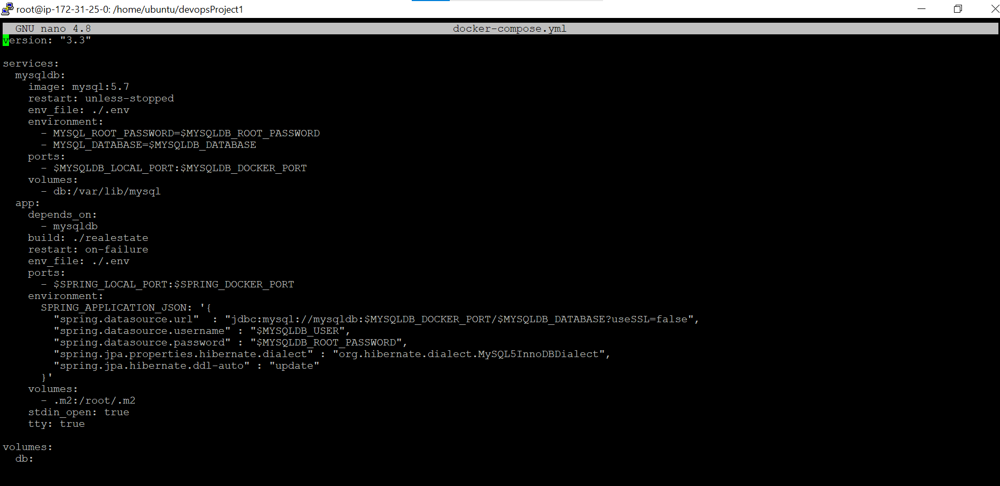 root@ip-172-31-25-0: /home/ubuntu/devopsProject1
GNU nano 4.8 docker-compose.yml
version: "3.3"
services:
  mysqldb:
    image: mysql:5.7
    restart: unless-stopped
    env_file: ./.env
    environment:
      - MYSQL_ROOT_PASSWORD=$MYSQLDB_ROOT_PASSWORD
      - MYSQL_DATABASE=$MYSQLDB_DATABASE
    ports:
      - $MYSQLDB_LOCAL_PORT:$MYSQLDB_DOCKER_PORT
    volumes:
      - db:/var/lib/mysql
  app:
    depends_on:
      - mysqldb
    build: ./realestate
    restart: on-failure
    env_file: ./.env
    ports:
      - $SPRING_LOCAL_PORT:$SPRING_DOCKER_PORT
    environment:
      SPRING_APPLICATION_JSON: '{
        "spring.datasource.url"  : "jdbc:mysql://mysqldb:$MYSQLDB_DOCKER_PORT/$MYSQLDB_DATABASE?useSSL=false",
        "spring.datasource.username" : "$MYSQLDB_USER",
        "spring.datasource.password" : "$MYSQLDB_ROOT_PASSWORD",
        "spring.jpa.properties.hibernate.dialect" : "org.hibernate.dialect.MySQL5InnoDBDialect",
        "spring.jpa.hibernate.ddl-auto" : "update"
      }'
    volumes:
      - .m2:/root/.m2
    stdin_open: true
    tty: true
volumes:
  db: